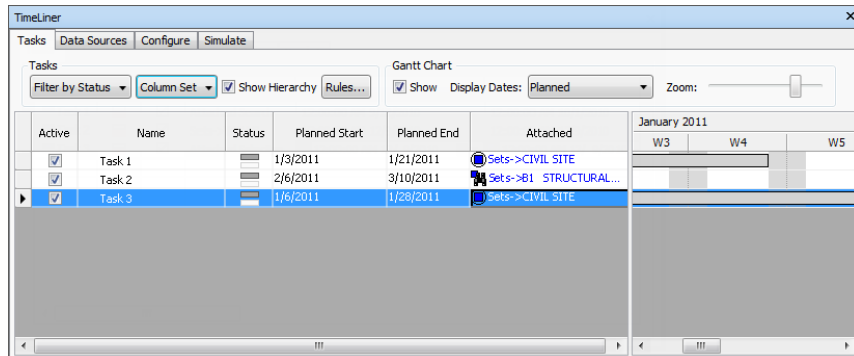 TimeLiner x
Tasks Data Sources Configure Simulate
Tasks Gantt Chart
Filter by Status Column Set Show Hierarchy Rules... Show Display Dates: Planned Zoom:
Active Name Status Planned Start Planned End Attached January 2011
W3 W4 W5
Task 1 1/3/2011 1/21/2011 Sets->CIVIL SITE
Task 2 2/6/2011 3/10/2011 Sets->B1 STRUCTURAL...
Task 3 1/6/2011 1/28/2011 Sets->CIVIL SITE